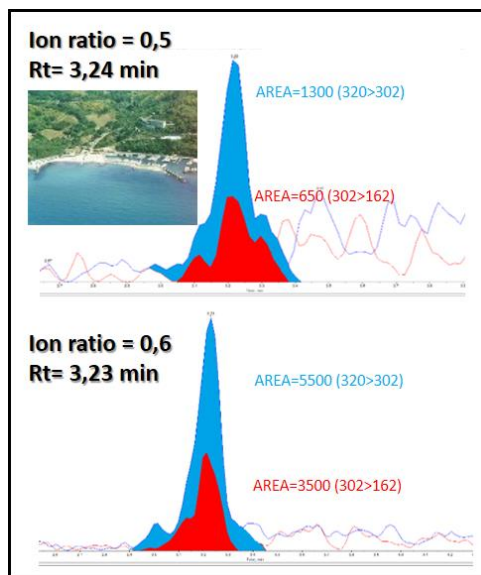 Ion ratio = 0,5
Rt= 3,24 min
AREA=1300 (320>302)
AREA=650 (302>162)
Ion ratio = 0,6
Rt= 3,23 min
AREA=5500 (320>302)
AREA=3500 (302>162)